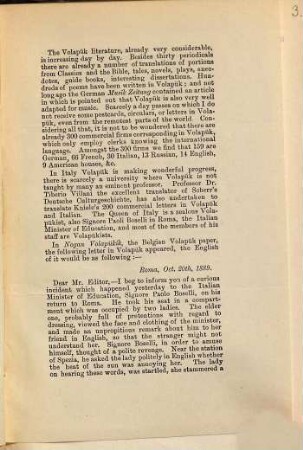 3
The Volapük literature, already very considerable,
is increasing day by day. Besides thirty periodicals
there are already a number of translations of portions
from Classics and the Bible, tales, novels, plays, anec-
dotes, guide books, interesting dissertations. Hun-
dreds of poems have been written in Volapük; and not
long ago the German Musik Zeitung contained an article
in which is pointed out that Volapük is also very well
adapted for music. Scarcely a day passes on which I do
not receive some postcards, circulars, or letters in Vola-
pük, even from the remotest parts of the world. Con-
sidering all that, it is not to be wondered that there are
already 300 commercial firms corresponding in Volapük,
which only employ clerks knowing the international
language. Amongst the 300 firms we find that 159 are
German, 66 French, 30 Italian, 13 Russian, 14 English,
9 American houses, &c.
In Italy Volapük is making wonderful progress,
there is scarcely a university where Volapük is not
taught by many an eminent professor. Professor Dr.
Tiberio Villani the excellent translator of Scherr's
Deutsche Culturgeschichte, has also undertaken to
translate Kniele's 200 commercial letters in Volapük
and Italian. The Queen of Italy is a zealous Vola-
pükist, also Signore Paoli Boselli in Rome, the Italian
Minister of Education, and most of the members of his
staff are Volapükists.
In Nogan Volapükik, the Belgian Volapük paper,
the following letter in Volapük appeared, the English
of it would be as following:—
Roma, Oct. 20th, 1889.
Dear Mr. Editor,—I beg to inform you of a curious
incident which happened yesterday to the Italian
Minister of Education, Signore Paolo Boselli, on his
return to Rome. He took his seat in a compart-
ment which was occupied by two ladies. The elder
one, probably full of pretentions with regard to
dressing, viewed the face and clothing of the minister,
and made an unpropitious remark about him to her
friend in English, so that the stranger might not
understand her. Signore Boselli, in order to amuse
himself, thought of a polite revenge. Near the station
of Spezia, he asked the lady politely in English whether
the heat of the sun was annoying her. The lady
on hearing these words, was startled, she stammered a